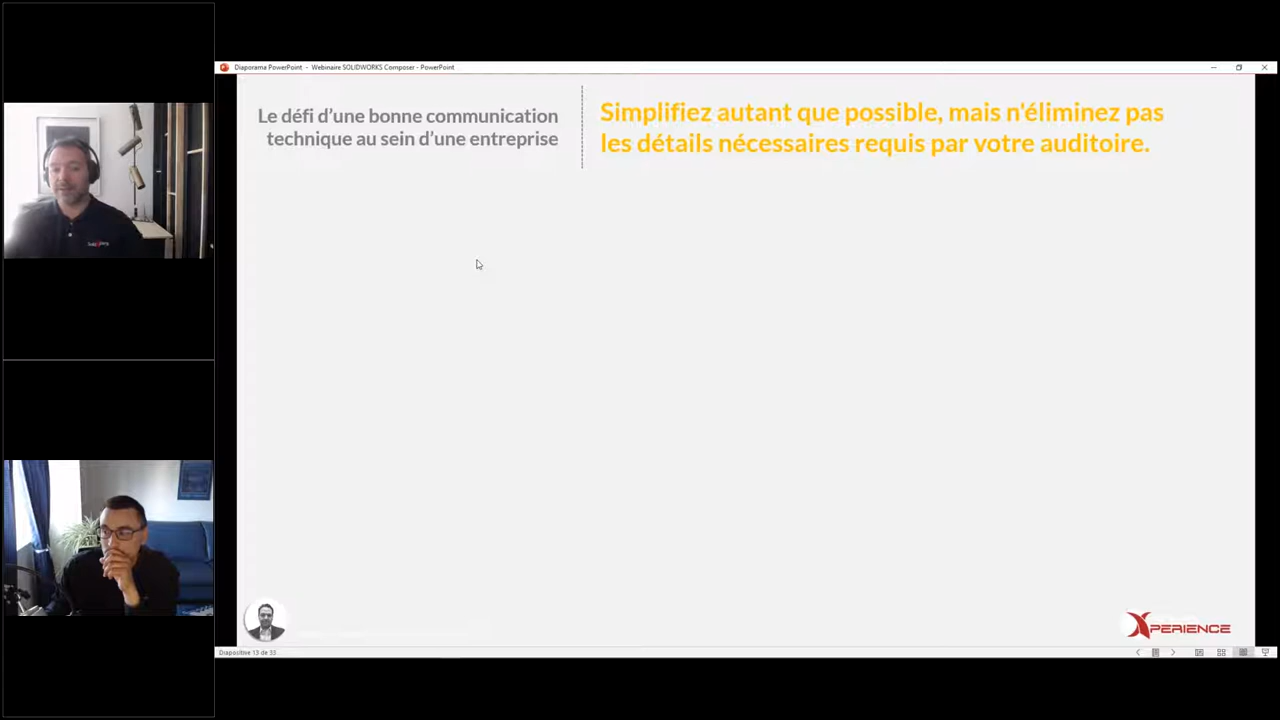 Diaporama PowerPoint - Webinaire SOLIDWORKS Composer - PowerPoint
Le défi d'une bonne communication
technique au sein d'une entreprise
Simplifiez autant que possible, mais n'éliminez pas
les détails nécessaires requis par votre auditoire.
XPERIENCE
Diapositive 13 de 33